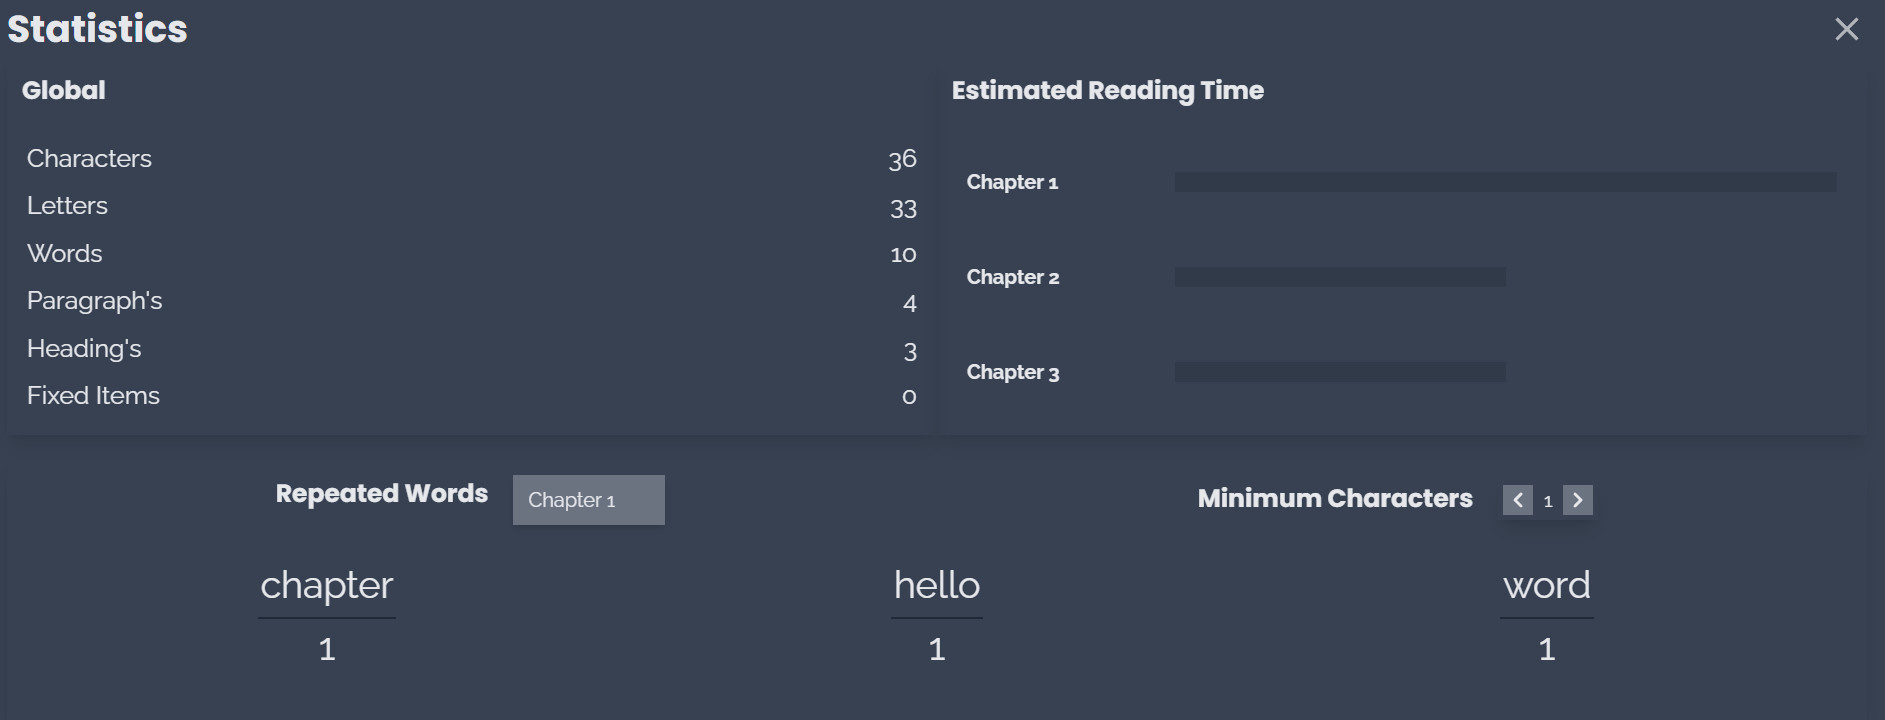 Statistics
Global
Characters 36
Letters 33
Words 10
Paragraph's 4
Heading's 3
Fixed Items 0
Estimated Reading Time
Chapter 1
Chapter 2
Chapter 3
Repeated Words Chapter 1
Minimum Characters 1
chapter hello word
1 1 1